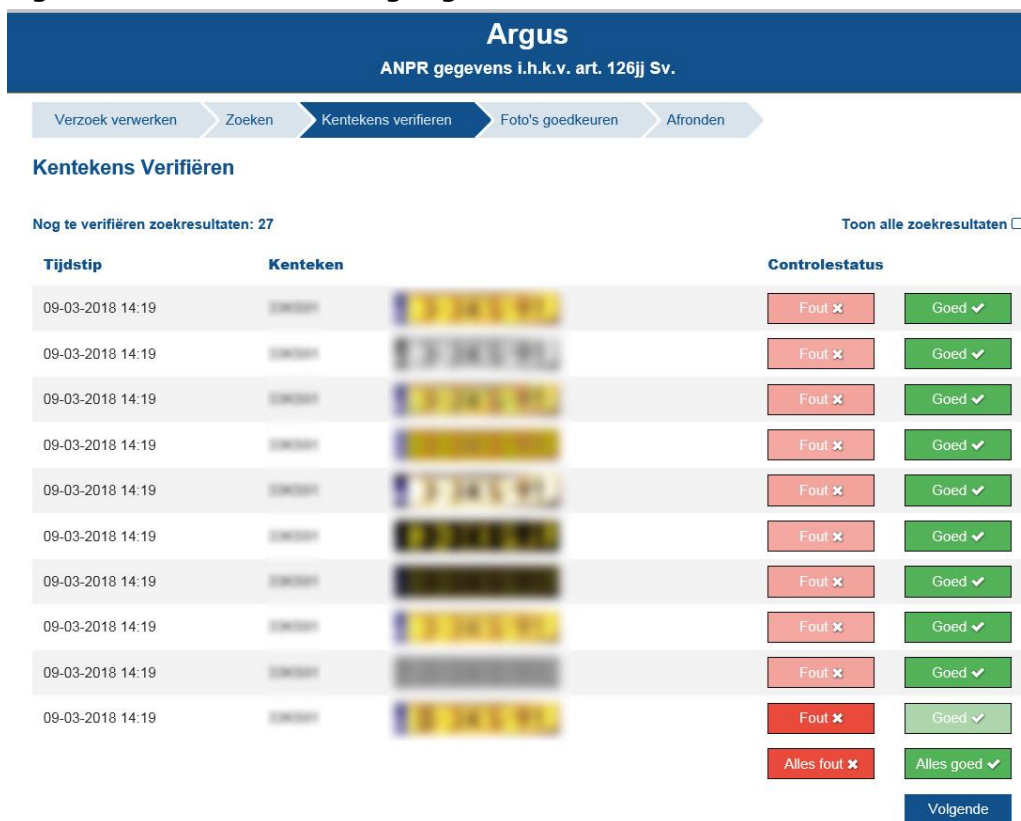 Argus
ANPR gegevens i.h.k.v. art. 126jj Sv.
Verzoek verwerken Zoeken Kentekens verifieren Foto's goedkeuren Afronden
Kentekens Verifiëren
Nog te verifiëren zoekresultaten: 27 Toon alle zoekresultaten
Tijdstip Kenteken Controlestatus
09-03-2018 14:19 Fout Goed
09-03-2018 14:19 Fout Goed
09-03-2018 14:19 Fout Goed
09-03-2018 14:19 Fout Goed
09-03-2018 14:19 Fout Goed
09-03-2018 14:19 Fout Goed
09-03-2018 14:19 Fout Goed
09-03-2018 14:19 Fout Goed
09-03-2018 14:19 Fout Goed
09-03-2018 14:19 Fout Goed
Alles fout Alles goed
Volgende